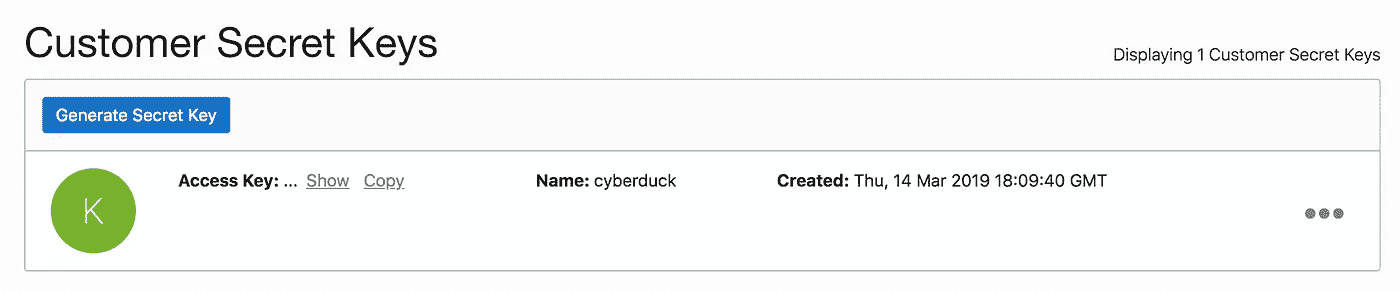 Customer Secret Keys
Displaying 1 Customer Secret Keys
Generate Secret Key
K
Access Key: ... Show Copy
Name: cyberduck
Created: Thu, 14 Mar 2019 18:09:40 GMT